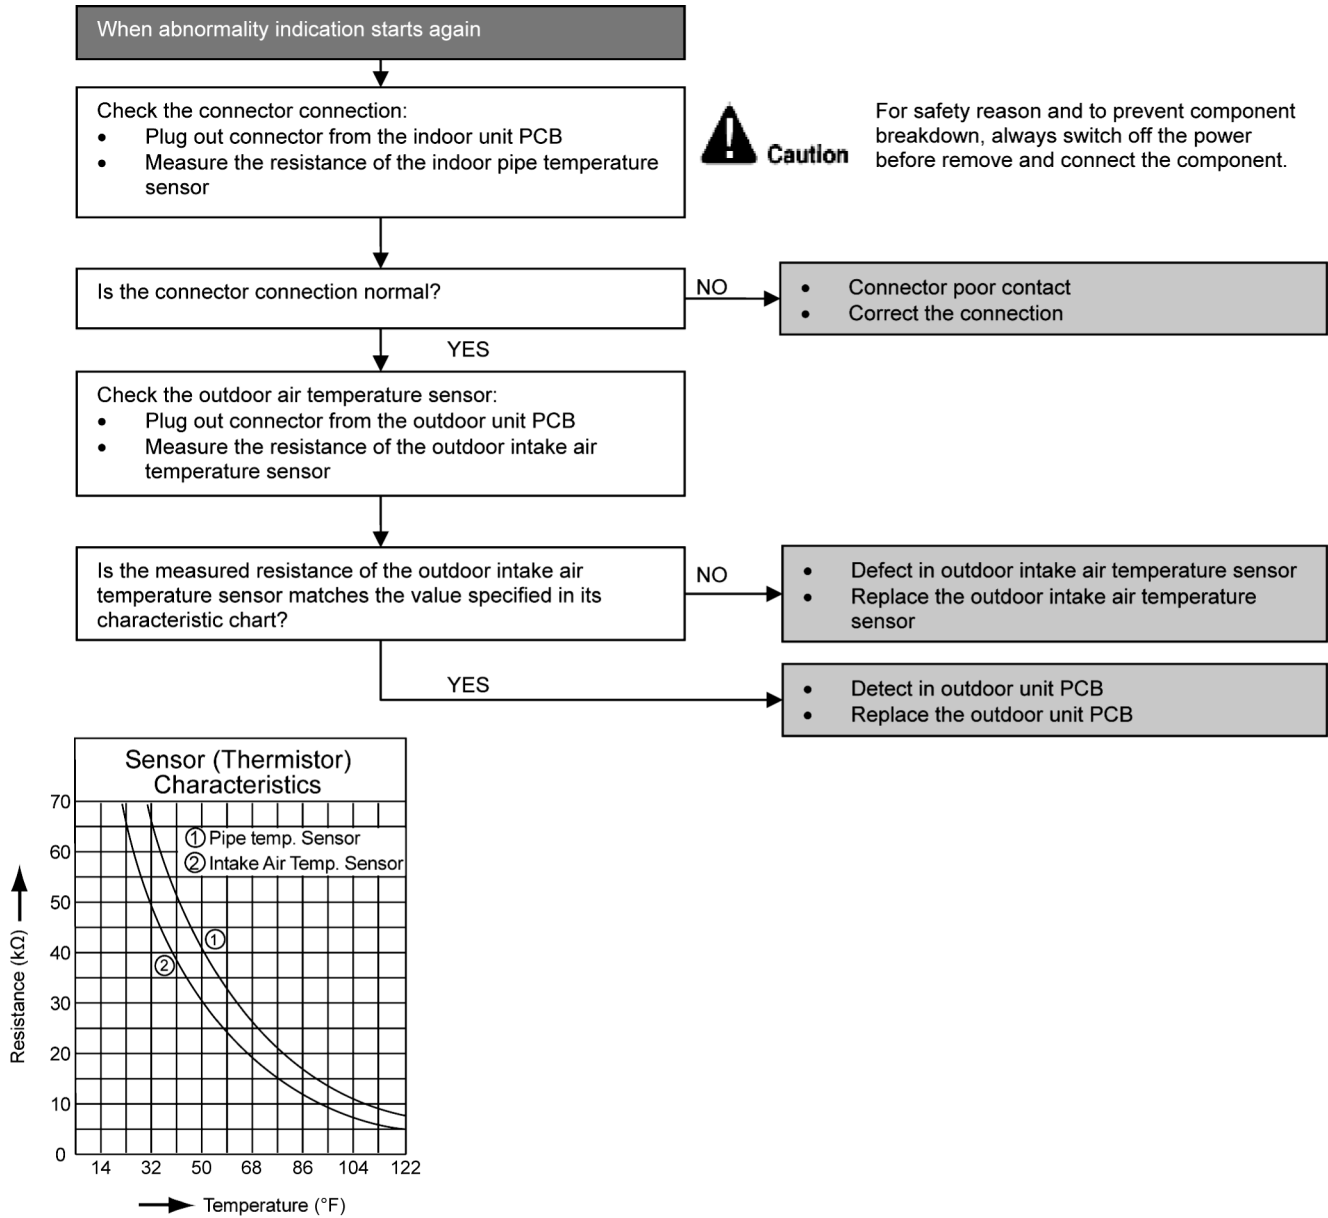 When abnormality indication starts again
Check the connector connection:
• Plug out connector from the indoor unit PCB
• Measure the resistance of the indoor pipe temperature
sensor
Caution
For safety reason and to prevent component
breakdown, always switch off the power
before remove and connect the component.
Is the connector connection normal?
NO
• Connector poor contact
• Correct the connection
YES
Check the outdoor air temperature sensor:
• Plug out connector from the outdoor unit PCB
• Measure the resistance of the outdoor intake air
temperature sensor
Is the measured resistance of the outdoor intake air
temperature sensor matches the value specified in its
characteristic chart?
NO
• Defect in outdoor intake air temperature sensor
• Replace the outdoor intake air temperature
sensor
YES
• Detect in outdoor unit PCB
• Replace the outdoor unit PCB
Sensor (Thermistor)
Characteristics
① Pipe temp. Sensor
② Intake Air Temp. Sensor
①
②
70
60
50
40
30
20
10
0
Resistance (kΩ)
14 32 50 68 86 104 122
Temperature (°F)